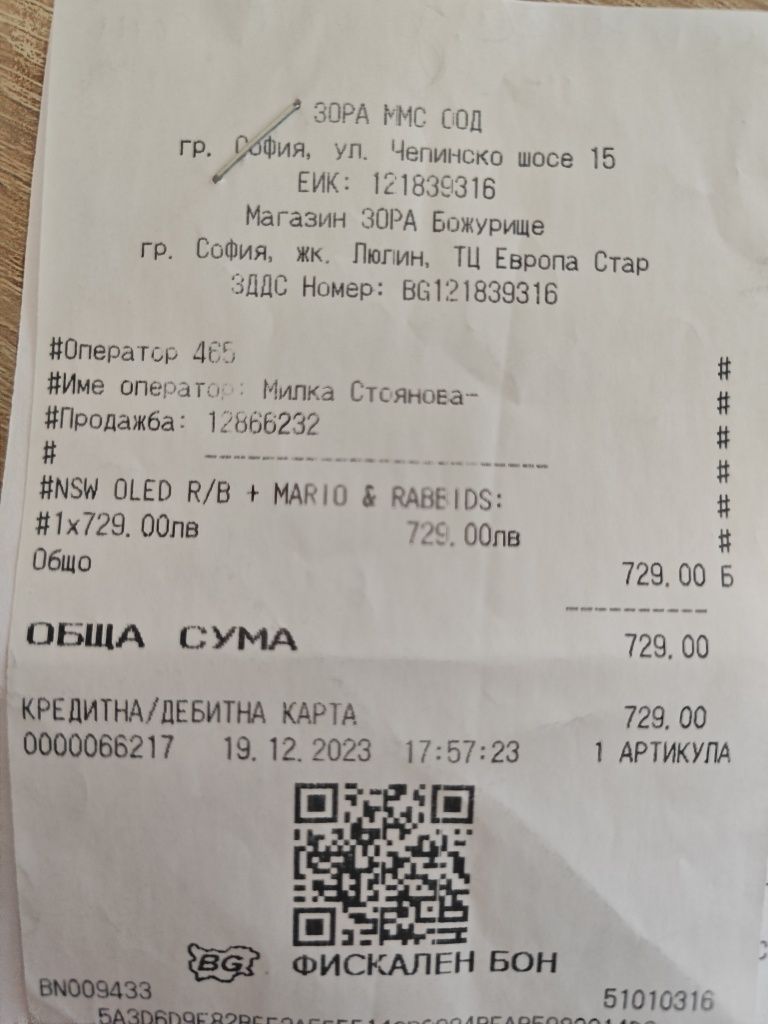 ЗОРА ММС ООД
гр. София, ул. Чепинско шосе 15
ЕИК: 121839316
Магазин ЗОРА Божурище
гр. София, жк. Люлин, ТЦ Европа Стар
ЗДДС Номер: BG121839316
#Оператор 465 #
#Име оператор: Милка Стоянова- #
#Продажба: 12866232 #
# ------------------------------ #
#NSW OLED R/B + MARIO & RABBIDS: #
#1x729.00лв 729.00лв #
Общо 729.00 Б
ОБЩА СУМА 729.00
КРЕДИТНА/ДЕБИТНА КАРТА 729.00
0000066217 19.12.2023 17:57:23 1 АРТИКУЛА
BG ФИСКАЛЕН БОН
BN009433 51010316